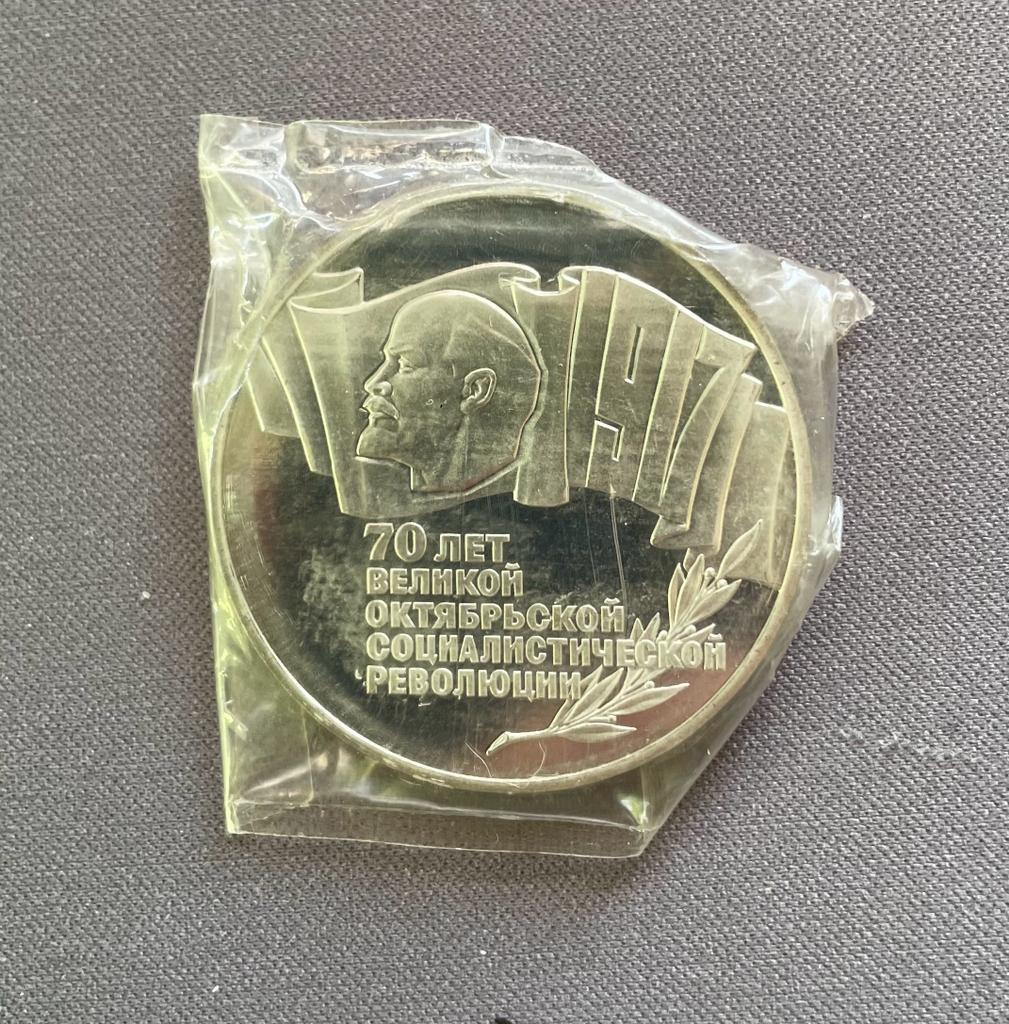 1917
70 ЛЕТ
ВЕЛИКОЙ
ОКТЯБРЬСКОЙ
СОЦИАЛИСТИЧЕСКОЙ
РЕВОЛЮЦИИ